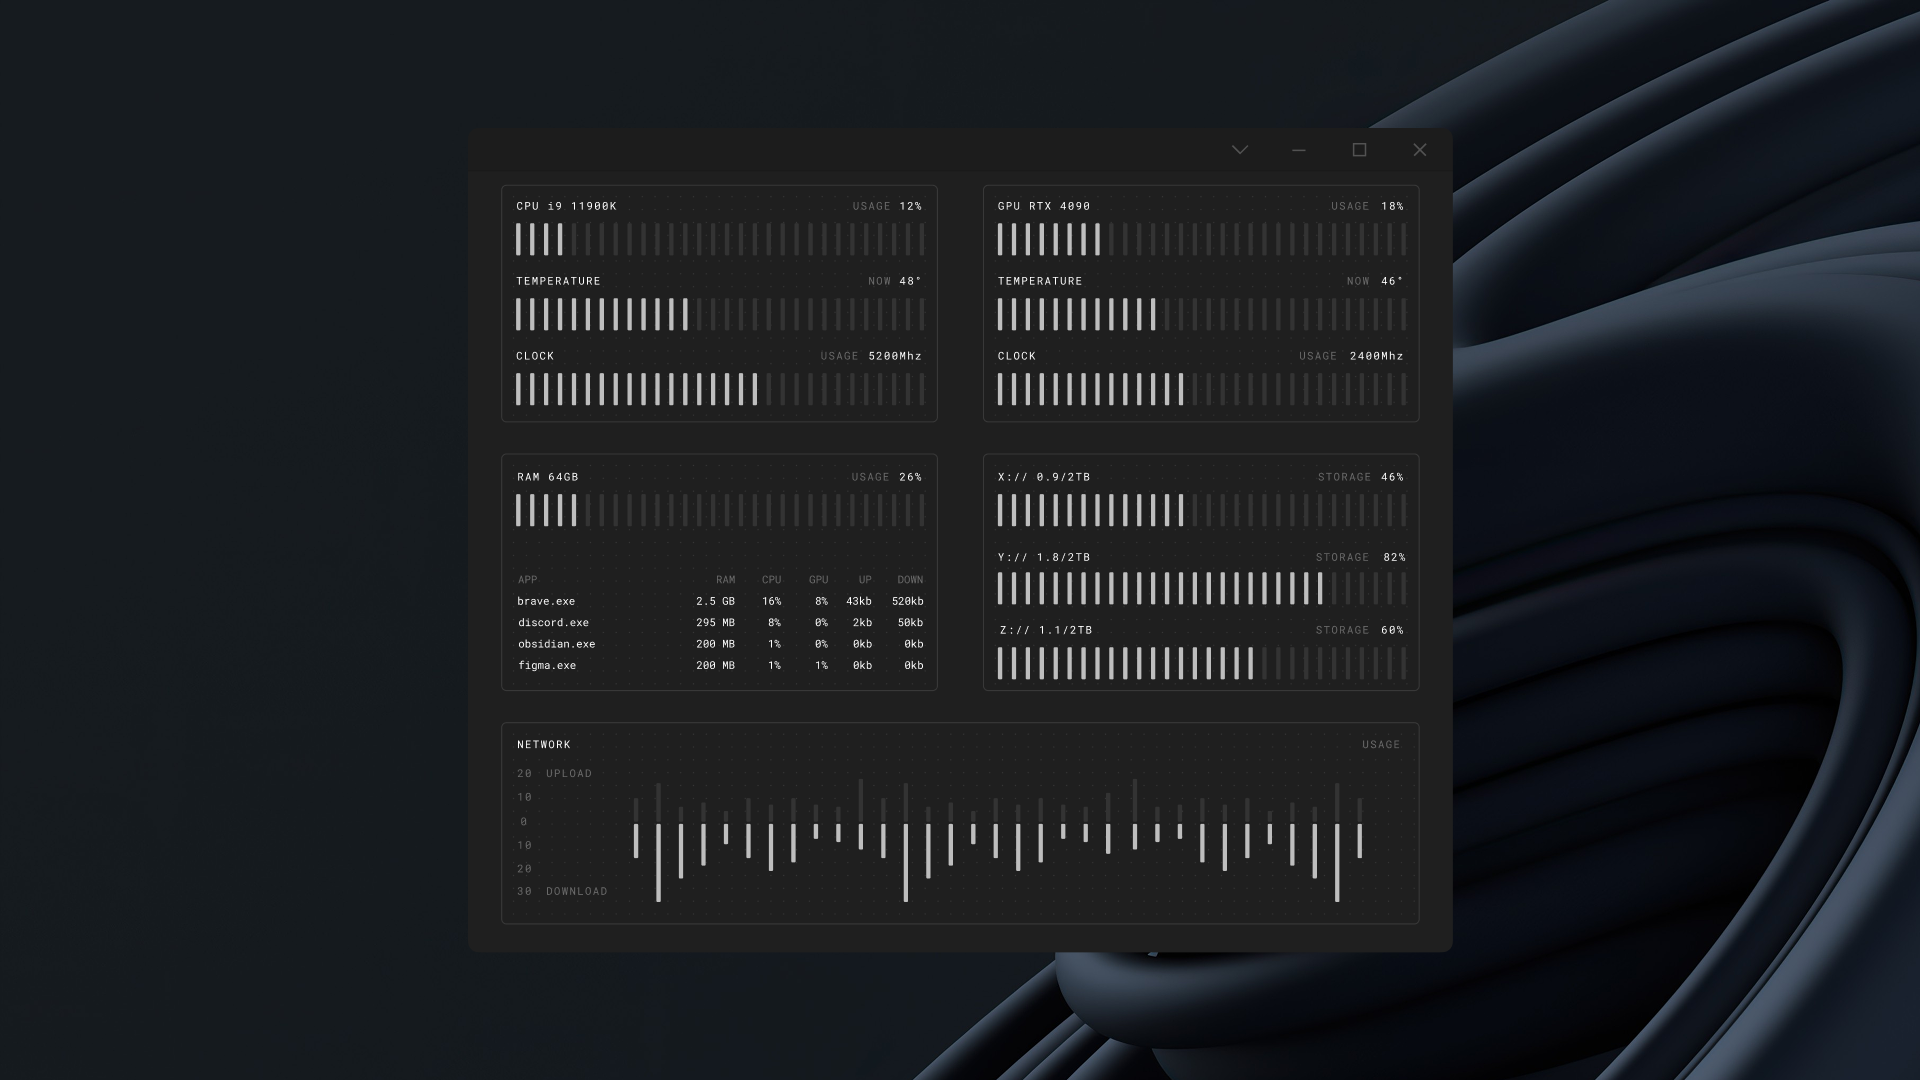 CPU i9 11900K USAGE 12%
TEMPERATURE NOW 48°
CLOCK USAGE 5200Mhz
GPU RTX 4090 USAGE 18%
TEMPERATURE NOW 46°
CLOCK USAGE 2400Mhz
RAM 64GB USAGE 26%
APP RAM CPU GPU UP DOWN
brave.exe 2.5 GB 16% 8% 43kb 520kb
discord.exe 295 MB 8% 0% 2kb 50kb
obsidian.exe 200 MB 1% 0% 0kb 0kb
figma.exe 200 MB 1% 1% 0kb 0kb
X:// 0.9/2TB STORAGE 46%
Y:// 1.8/2TB STORAGE 82%
Z:// 1.1/2TB STORAGE 60%
NETWORK USAGE
20 UPLOAD
10
0
10
20
30 DOWNLOAD